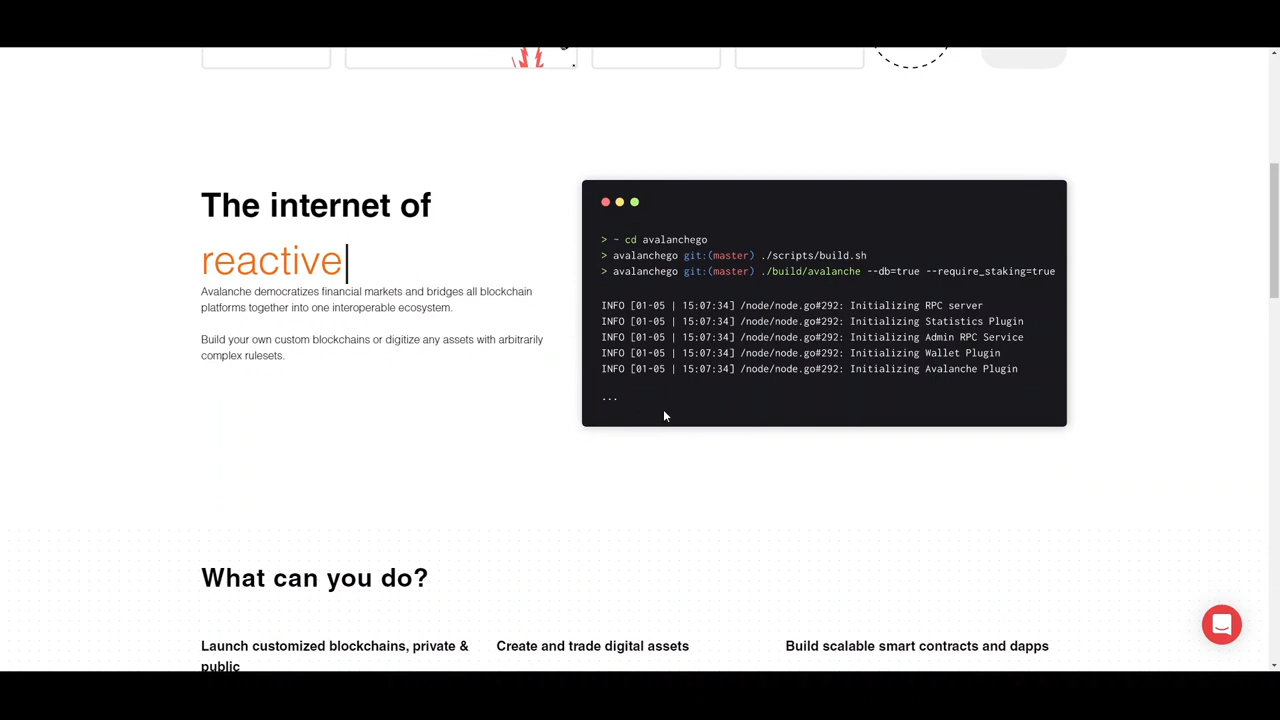 The internet of
reactive
Avalanche democratizes financial markets and bridges all blockchain
platforms together into one interoperable ecosystem.
Build your own custom blockchains or digitize any assets with arbitrarily
complex rulesets.
> ~ cd avalanchego
> avalanchego git:(master) ./scripts/build.sh
> avalanchego git:(master) ./build/avalanche --db=true --require_staking=true
INFO [01-05 | 15:07:34] /node/node.go#292: Initializing RPC server
INFO [01-05 | 15:07:34] /node/node.go#292: Initializing Statistics Plugin
INFO [01-05 | 15:07:34] /node/node.go#292: Initializing Admin RPC Service
INFO [01-05 | 15:07:34] /node/node.go#292: Initializing Wallet Plugin
INFO [01-05 | 15:07:34] /node/node.go#292: Initializing Avalanche Plugin
...
What can you do?
Launch customized blockchains, private &
public
Create and trade digital assets
Build scalable smart contracts and dapps